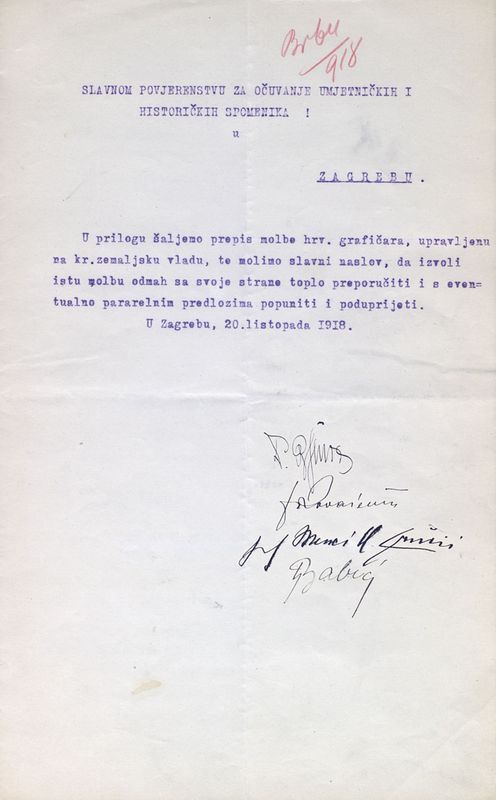 918
SLAVNOM POVJERENSTVU ZA OČUVANJE UMJETNIČKIH I
HISTORIČKIH SPOMENIKA !
u
ZAGREBU.
U prilogu šaljemo prepis molbe hrv. grafičara, upravljenu
na kr.zemaljsku vladu, te molimo slavni naslov, da izvoli
istu molbu odmah sa svoje strane toplo preporučiti i s even=
tualno pararelnim predlozima popuniti i poduprijeti.
U Zagrebu, 20.listopada 1918.
Babić